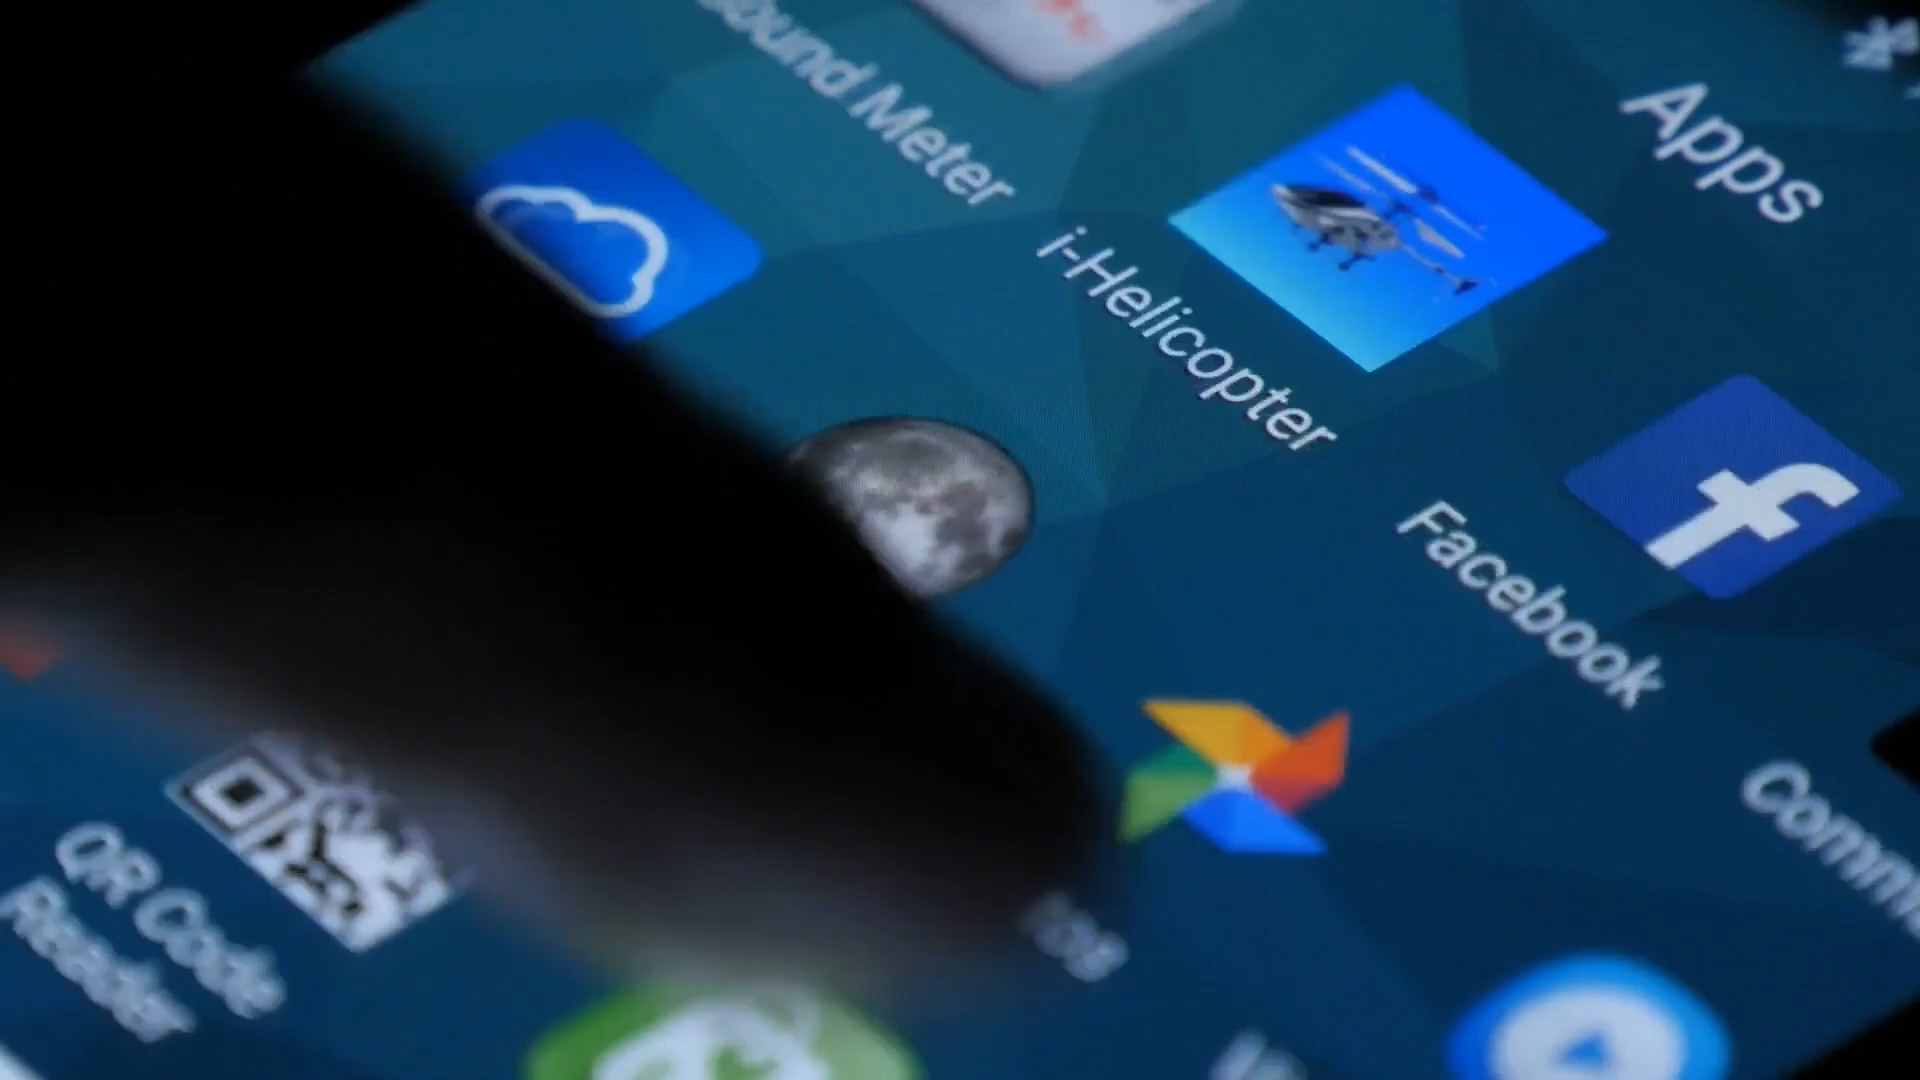 Apps
Sound Meter
i-Helicopter
Facebook
QR Code
Reader